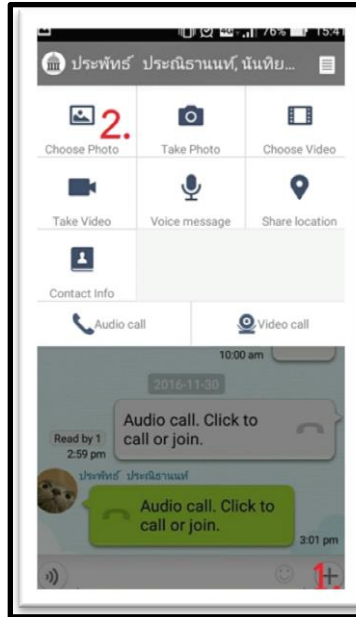 4G 76% 15:41
ประพัทธ์ ประณิธานนท์, นันทิย...
2.
Choose Photo
Take Photo
Choose Video
Take Video
Voice message
Share location
Contact Info
Audio call
Video call
10:00 am
2016-11-30
Audio call. Click to
call or join.
Read by 1
2:59 pm
ประพัทธ์ ประณิธานนท์
Audio call. Click to
call or join.
3:01 pm
1.